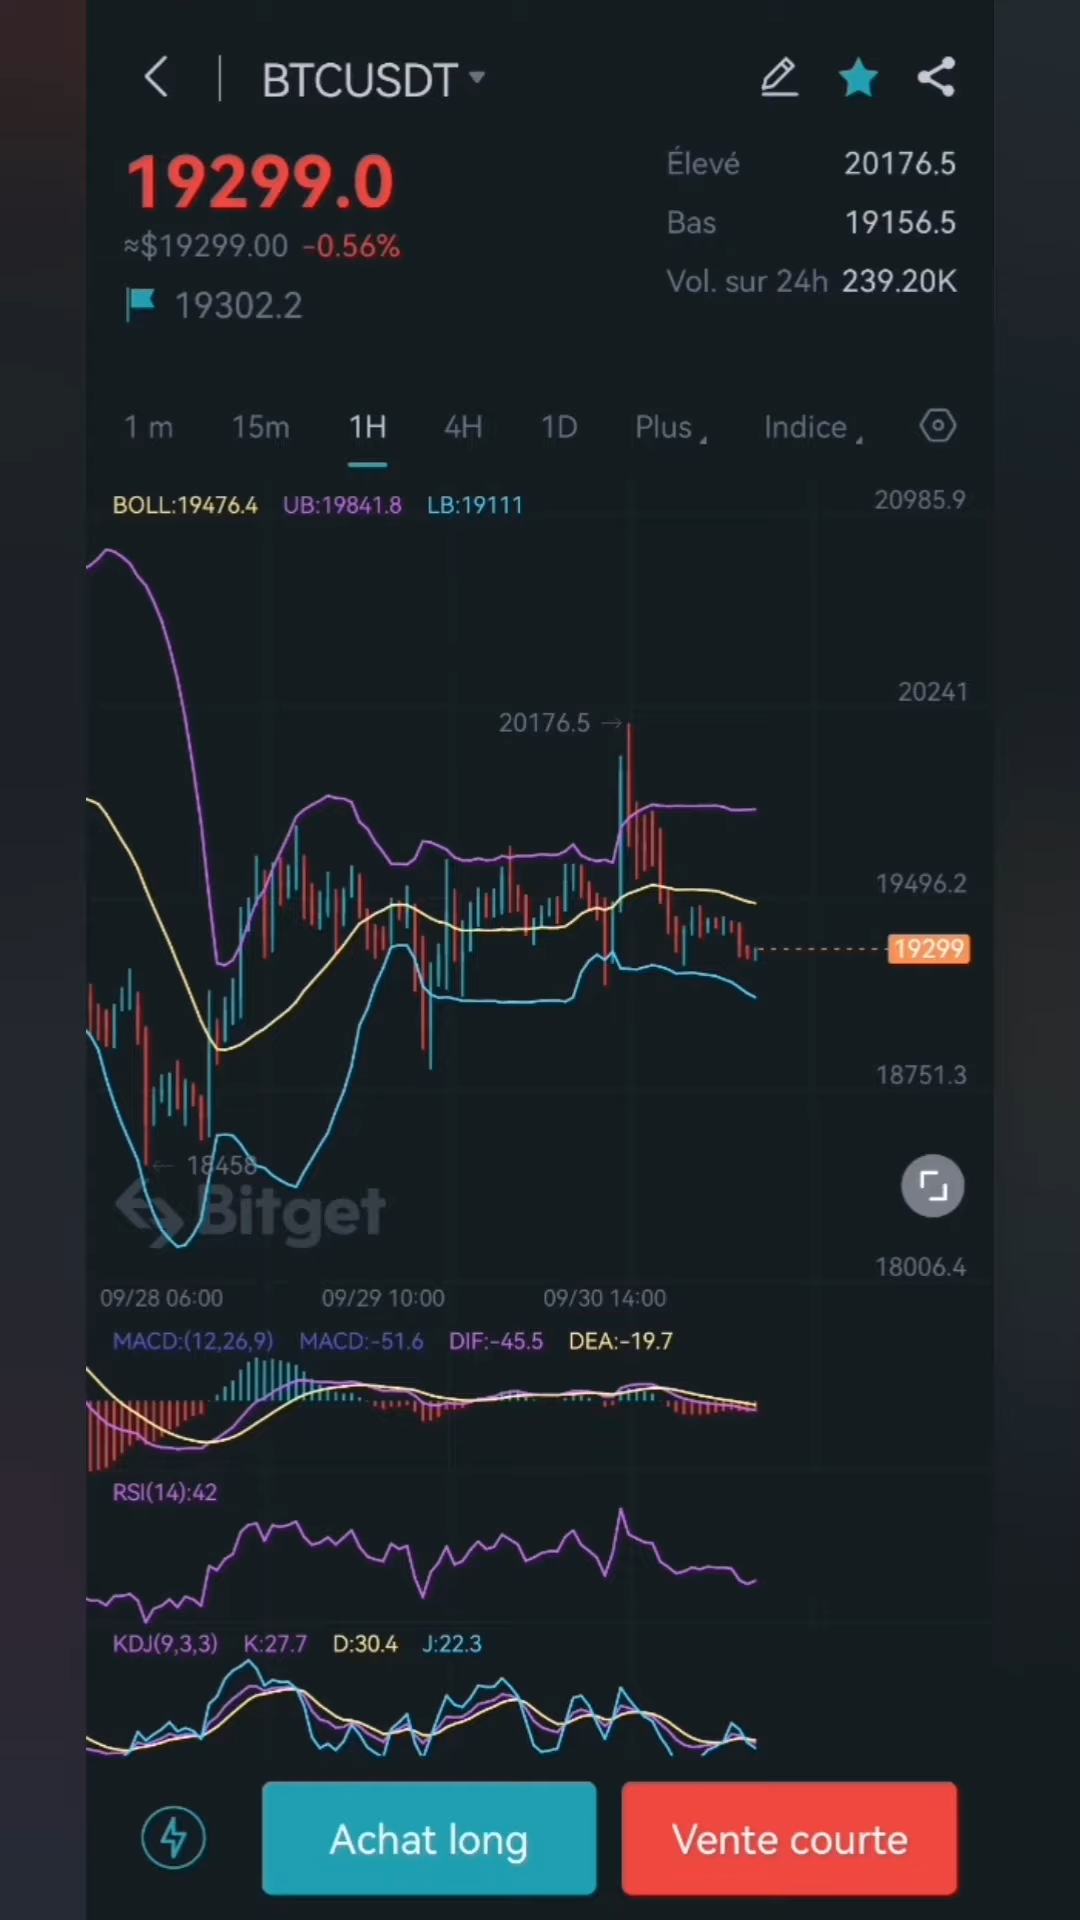 BTCUSDT
19299.0
≈$19299.00 -0.56%
19302.2
Élevé 20176.5
Bas 19156.5
Vol. sur 24h 239.20K
1 m 15m 1H 4H 1D Plus Indice
BOLL:19476.4 UB:19841.8 LB:19111
20985.9
20241
20176.5
19496.2
19299
18751.3
18458
Bitget
18006.4
09/28 06:00 09/29 10:00 09/30 14:00
MACD:(12,26,9) MACD:-51.6 DIF:-45.5 DEA:-19.7
RSI(14):42
KDJ(9,3,3) K:27.7 D:30.4 J:22.3
Achat long Vente courte